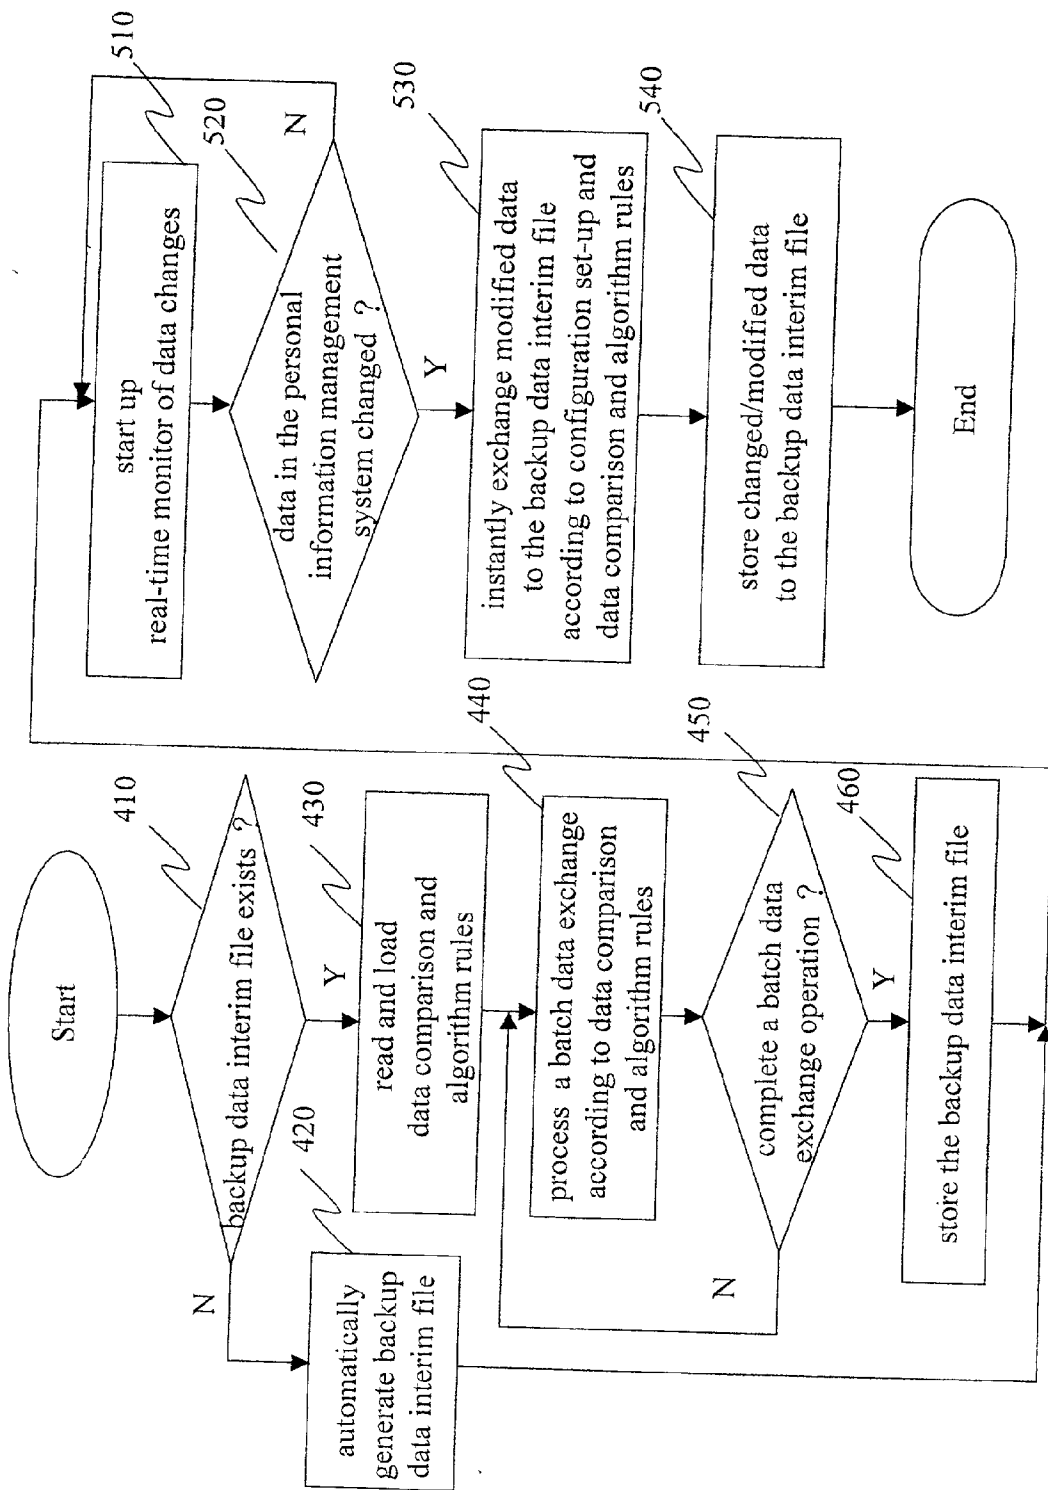 Start
410
backup data interim file exists ?
N
Y
420
automatically
generate backup
data interim file
430
read and load
data comparison and
algorithm rules
440
process a batch data exchange
according to data comparison
and algorithm rules
450
complete a batch data
exchange operation ?
N
Y
460
store the backup data interim file
510
start up
real-time monitor of data changes
520
data in the personal
information management
system changed ?
N
Y
530
instantly exchange modified data
to the backup data interim file
according to configuration set-up and
data comparison and algorithm rules
540
store changed/modified data
to the backup data interim file
End